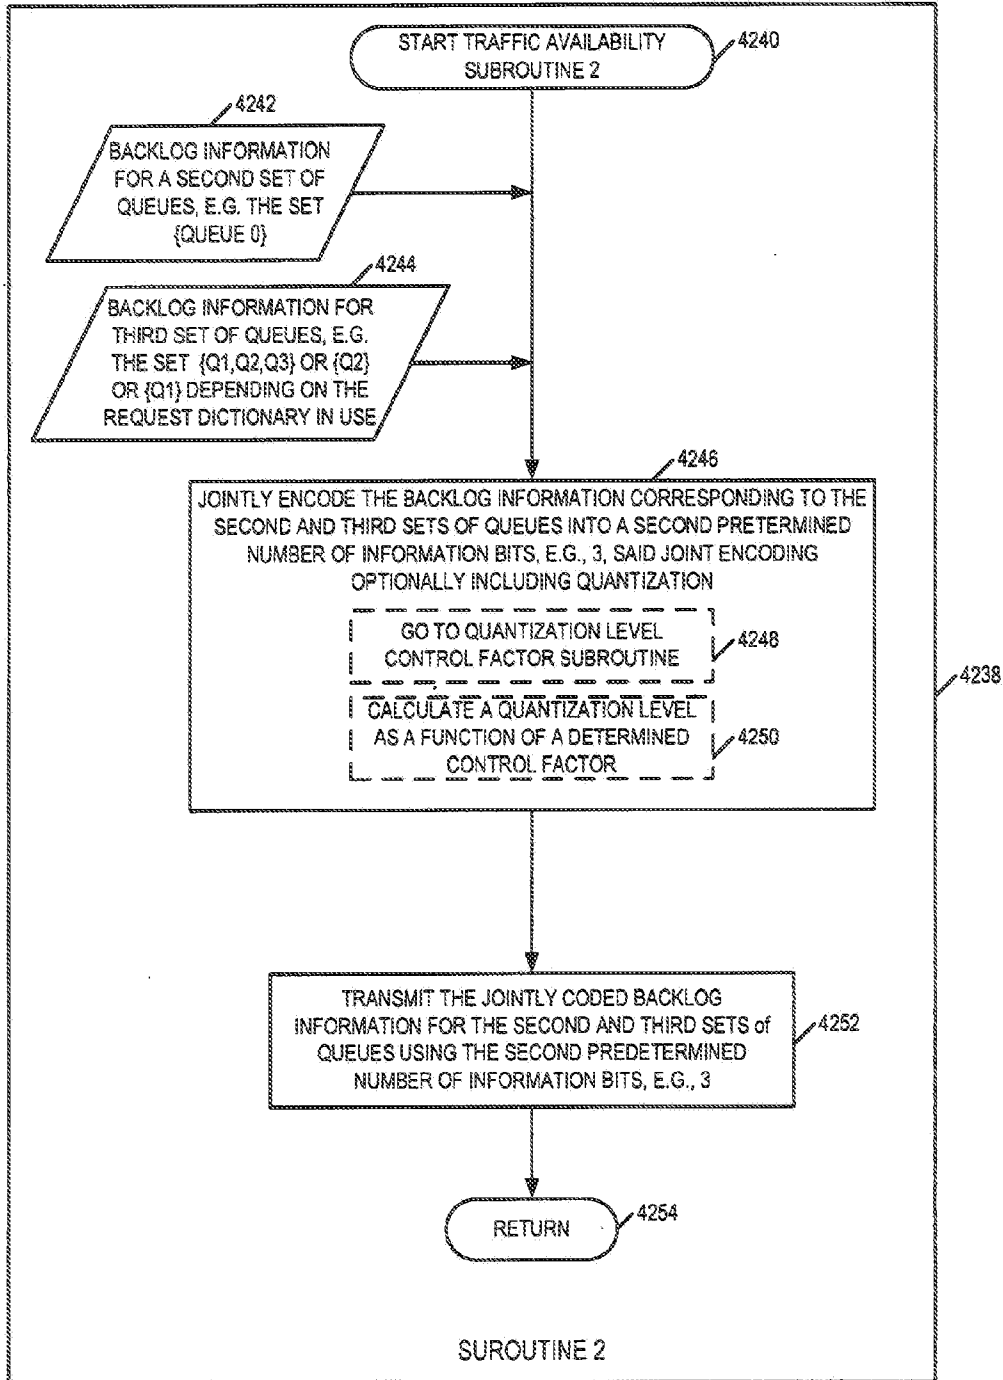 START TRAFFIC AVAILABILITY
SUBROUTINE 2
4240
4242
BACKLOG INFORMATION
FOR A SECOND SET OF
QUEUES, E.G. THE SET
{QUEUE 0}
4244
BACKLOG INFORMATION FOR
THIRD SET OF QUEUES, E.G.
THE SET {Q1,Q2,Q3} OR {Q2}
OR {Q1} DEPENDING ON THE
REQUEST DICTIONARY IN USE
4246
JOINTLY ENCODE THE BACKLOG INFORMATION CORRESPONDING TO THE
SECOND AND THIRD SETS OF QUEUES INTO A SECOND PRETERMINED
NUMBER OF INFORMATION BITS, E.G., 3, SAID JOINT ENCODING
OPTIONALLY INCLUDING QUANTIZATION
GO TO QUANTIZATION LEVEL
CONTROL FACTOR SUBROUTINE
4248
4238
CALCULATE A QUANTIZATION LEVEL
AS A FUNCTION OF A DETERMINED
CONTROL FACTOR
4250
TRANSMIT THE JOINTLY CODED BACKLOG
INFORMATION FOR THE SECOND AND THIRD SETS of
QUEUES USING THE SECOND PREDETERMINED
NUMBER OF INFORMATION BITS, E.G., 3
4252
RETURN
4254
SUROUTINE 2